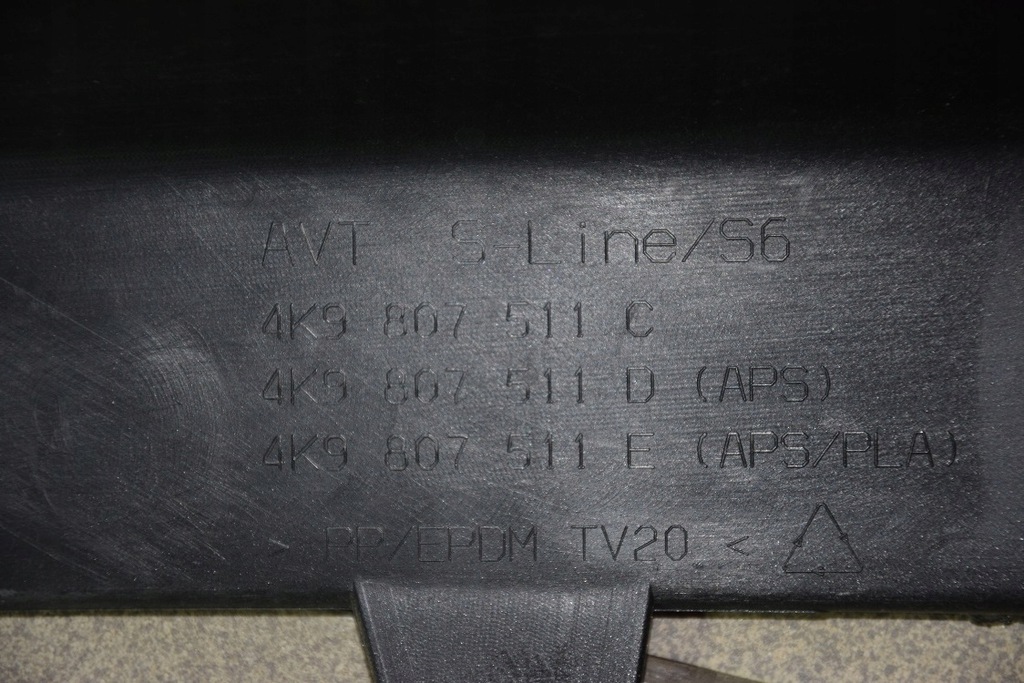 AVT S-Line/S6
4K9 807 511 C
4K9 807 511 D (APS)
4K9 807 511 E (APS/PLA)
> PP/EPDM TV20 <